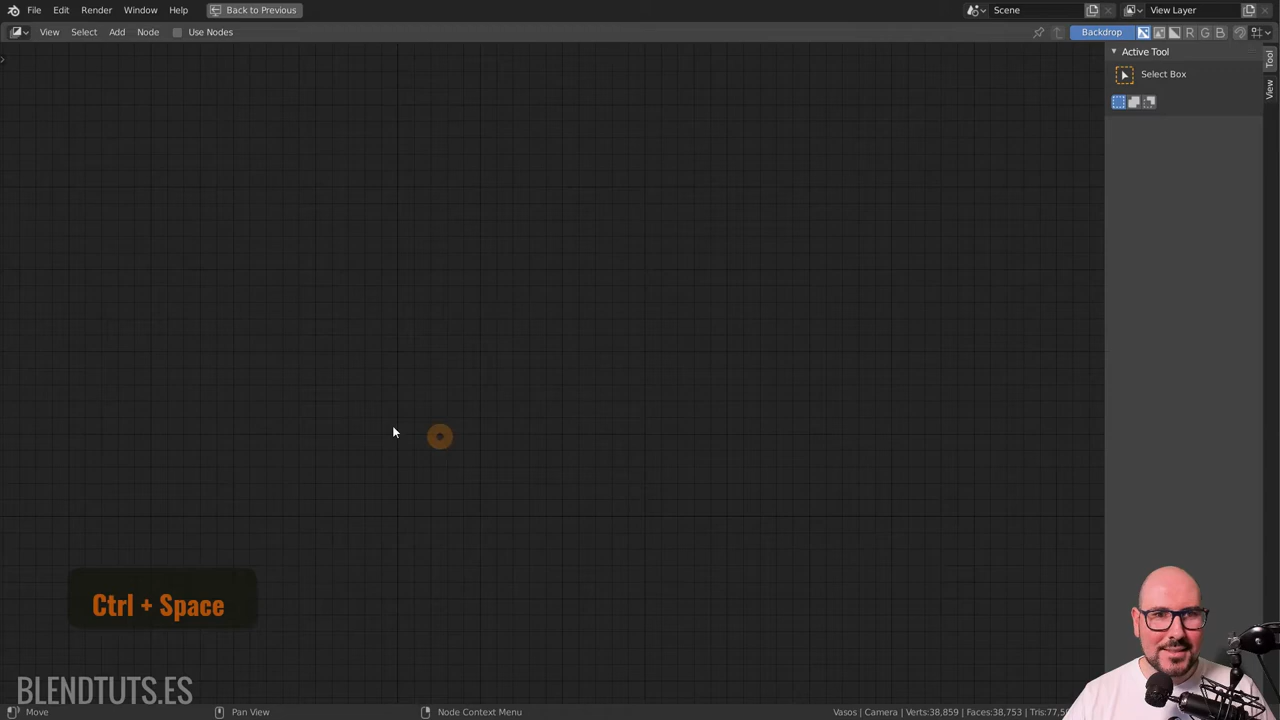 File Edit Render Window Help Back to Previous Scene View Layer
View Select Add Node Use Nodes Backdrop R G B
Active Tool
Select Box
Tool
View
Ctrl + Space
BLENDTUTS.ES
Move Pan View Node Context Menu Vasos | Camera | Verts:38,859 | Faces:38,753 | Tris:77,5